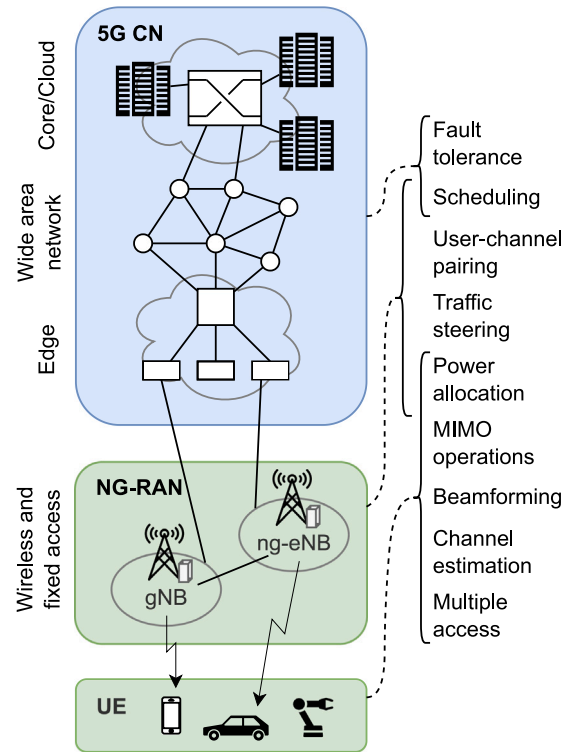 5G CN
Core/Cloud
Wide area
network
Edge
Wireless and
fixed access
NG-RAN
gNB
ng-eNB
UE
Fault
tolerance
Scheduling
User-channel
pairing
Traffic
steering
Power
allocation
MIMO
operations
Beamforming
Channel
estimation
Multiple
access